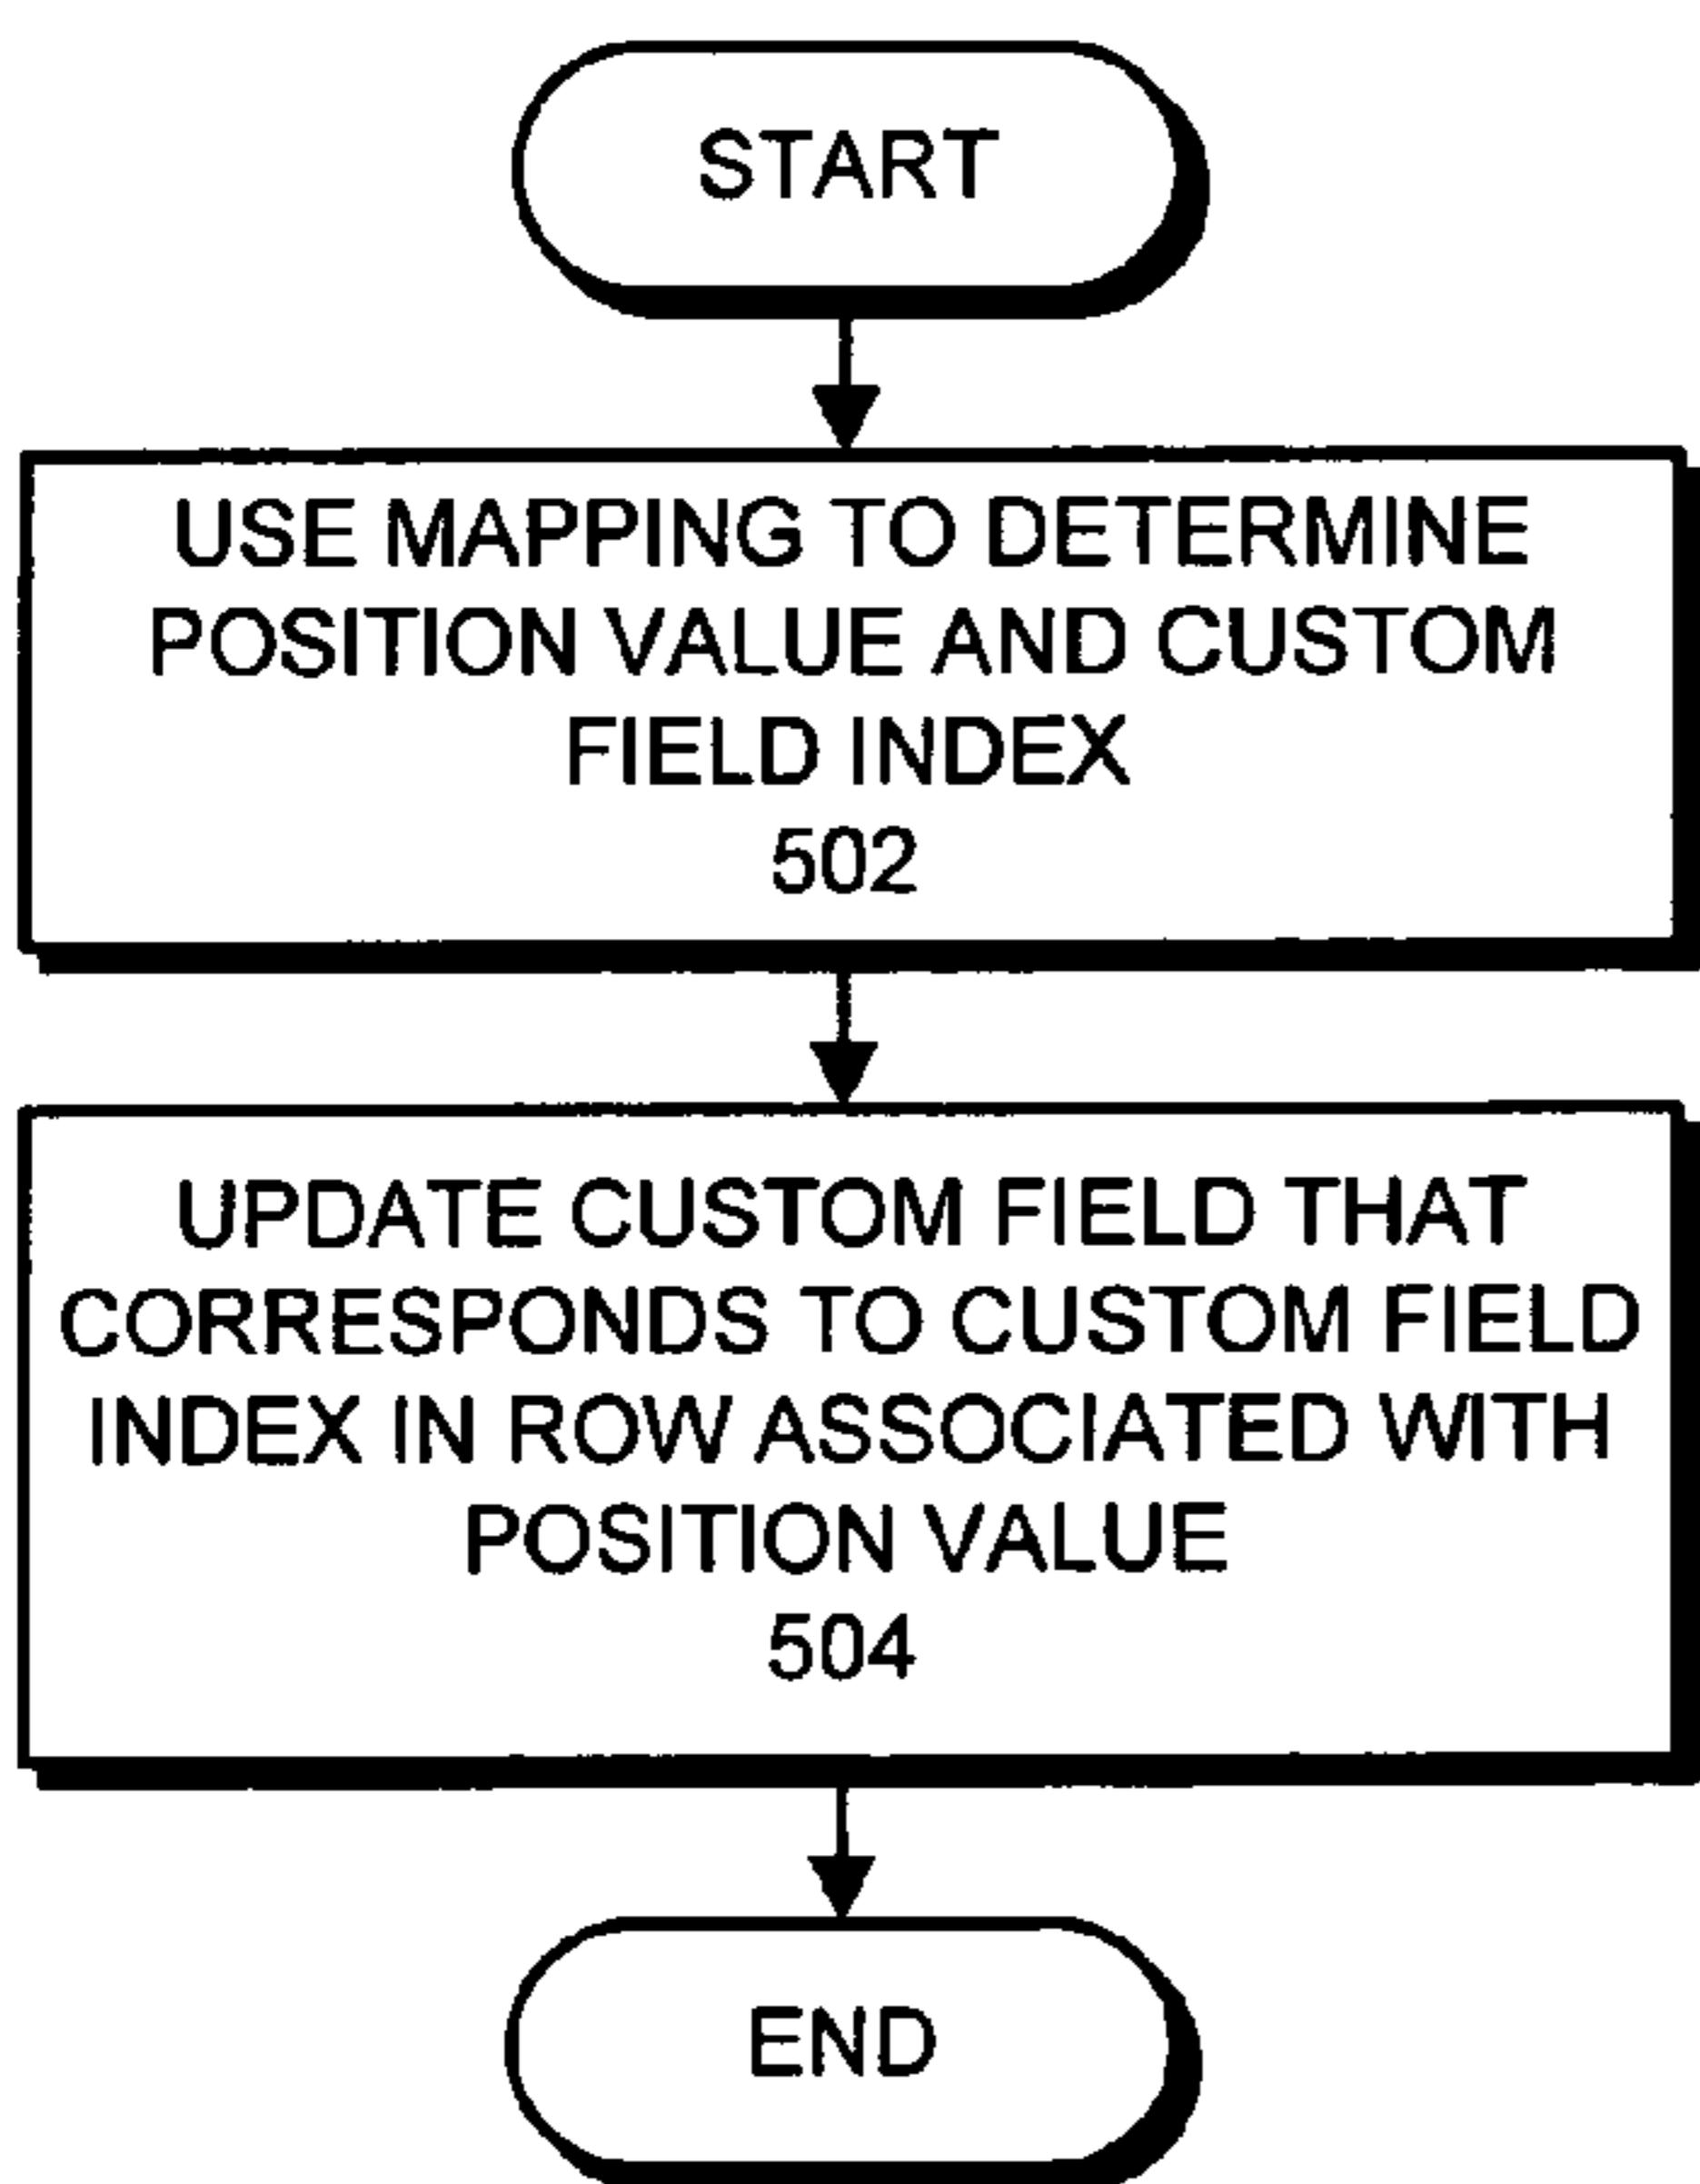 START
USE MAPPING TO DETERMINE
POSITION VALUE AND CUSTOM
FIELD INDEX
502
UPDATE CUSTOM FIELD THAT
CORRESPONDS TO CUSTOM FIELD
INDEX IN ROW ASSOCIATED WITH
POSITION VALUE
504
END